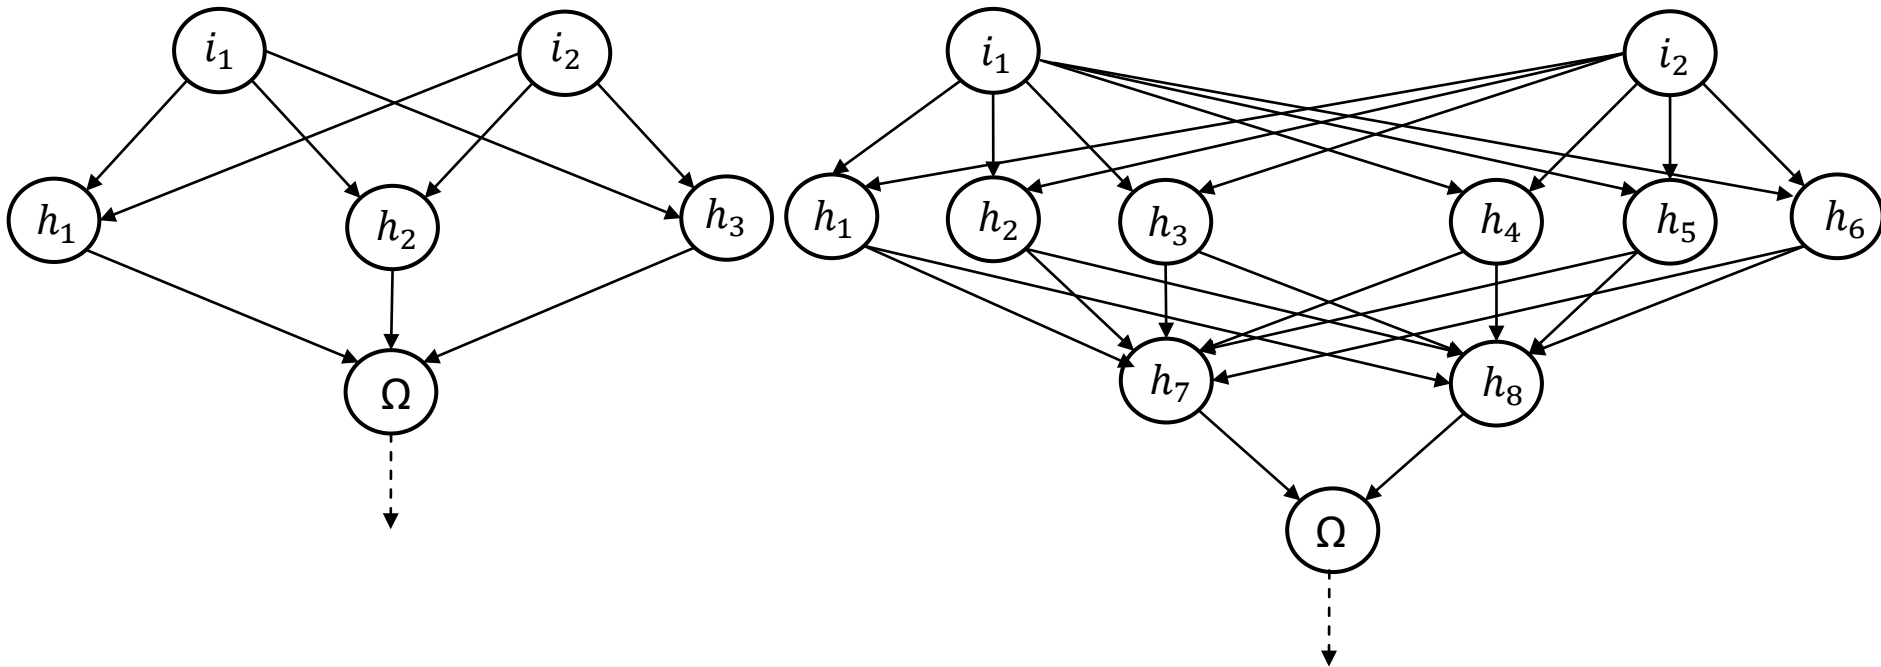 i₁ i₂ i₁ i₂
h₁ h₂ h₃ h₁ h₂ h₃ h₄ h₅ h₆
Ω h₇ h₈
Ω